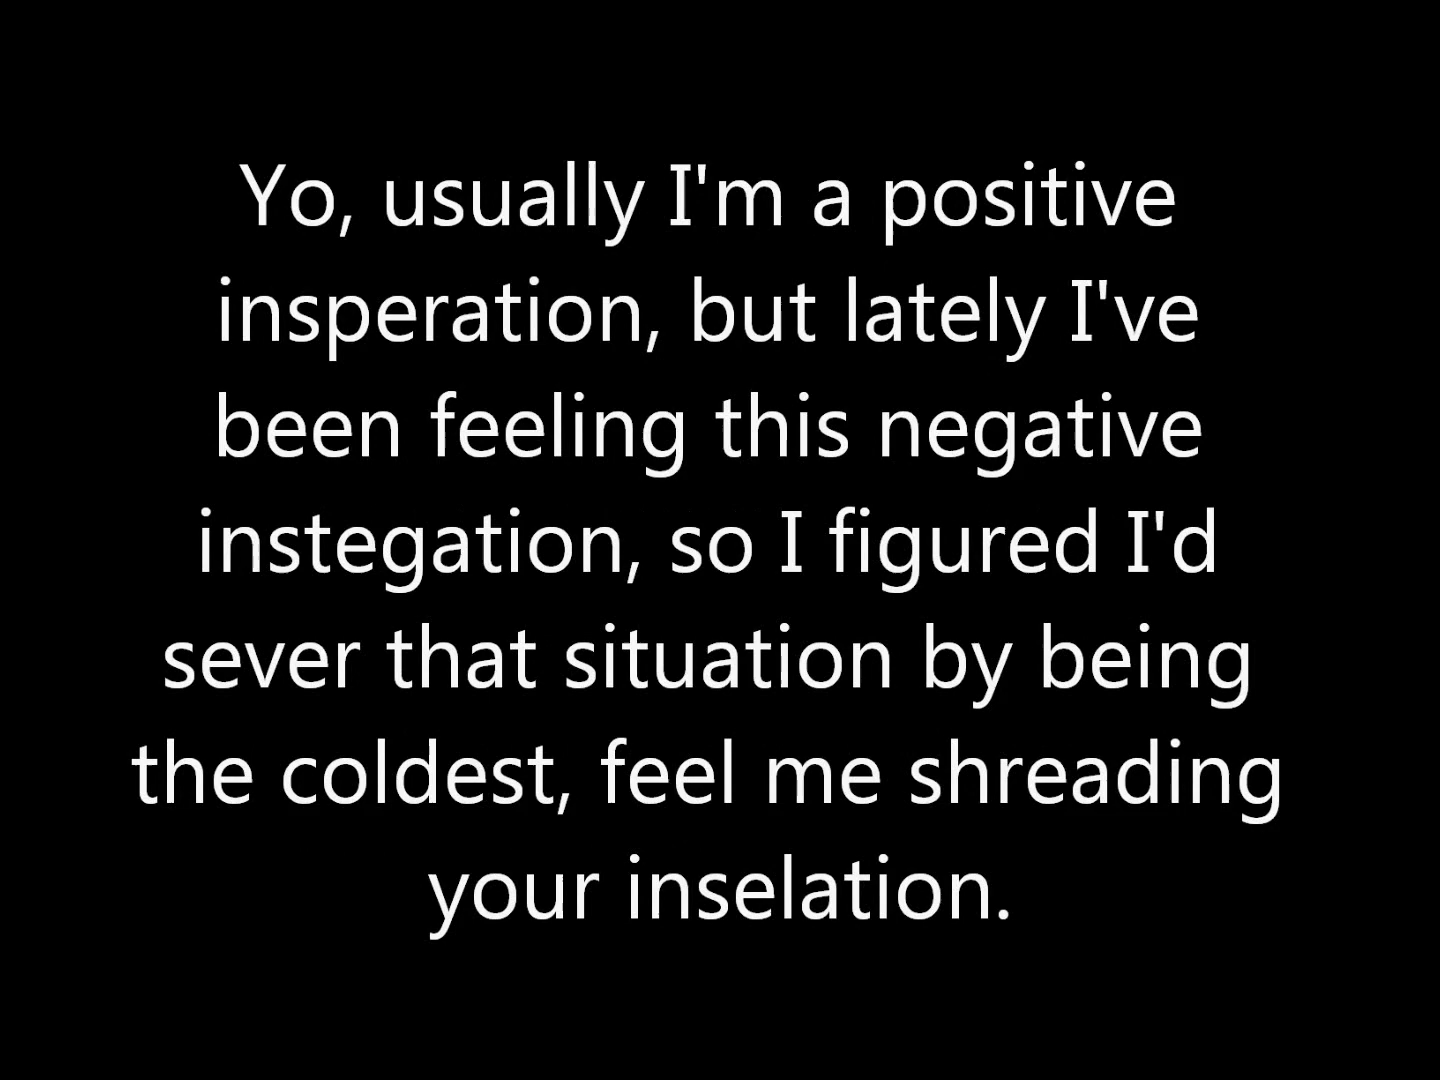 Yo, usually I'm a positive
insperation, but lately I've
been feeling this negative
instegation, so I figured I'd
sever that situation by being
the coldest, feel me shreading
your inselation.